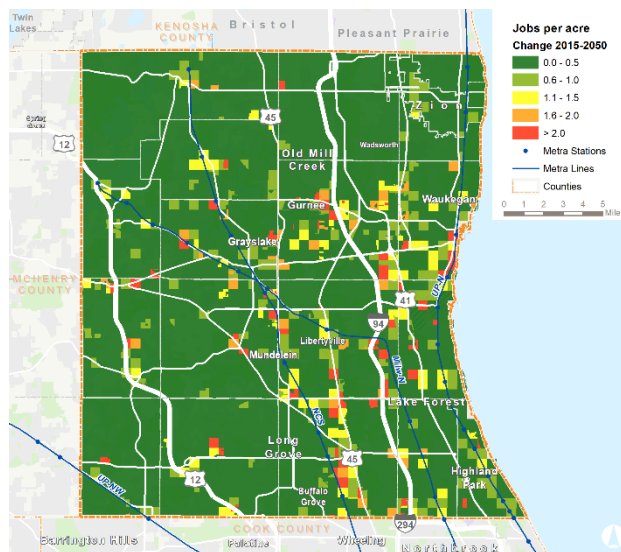 Twin
Lakes
KENOSHA
COUNTY
Bristol
Pleasant Prairie
Jobs per acre
Change 2015-2050
0.0 - 0.5
0.6 - 1.0
1.1 - 1.5
1.6 - 2.0
> 2.0
Metra Stations
Metra Lines
Counties
0 1 2 3 4 5
Mile
Zion
Spring
Grove
45
12
Wadsworth
Old Mill
Creek
Gurnee
Waukegan
Grayslake
MCHENRY
COUNTY
41
UP-N
94
Libertyville
Mundelein
Milw-N
NCS
Lake Forest
Long
Grove
45
12
Highland
Park
UP-NW
Buffalo
Grove
294
COOK COUNTY
Barrington Hills
Palatine
Wheeling
Northbrook